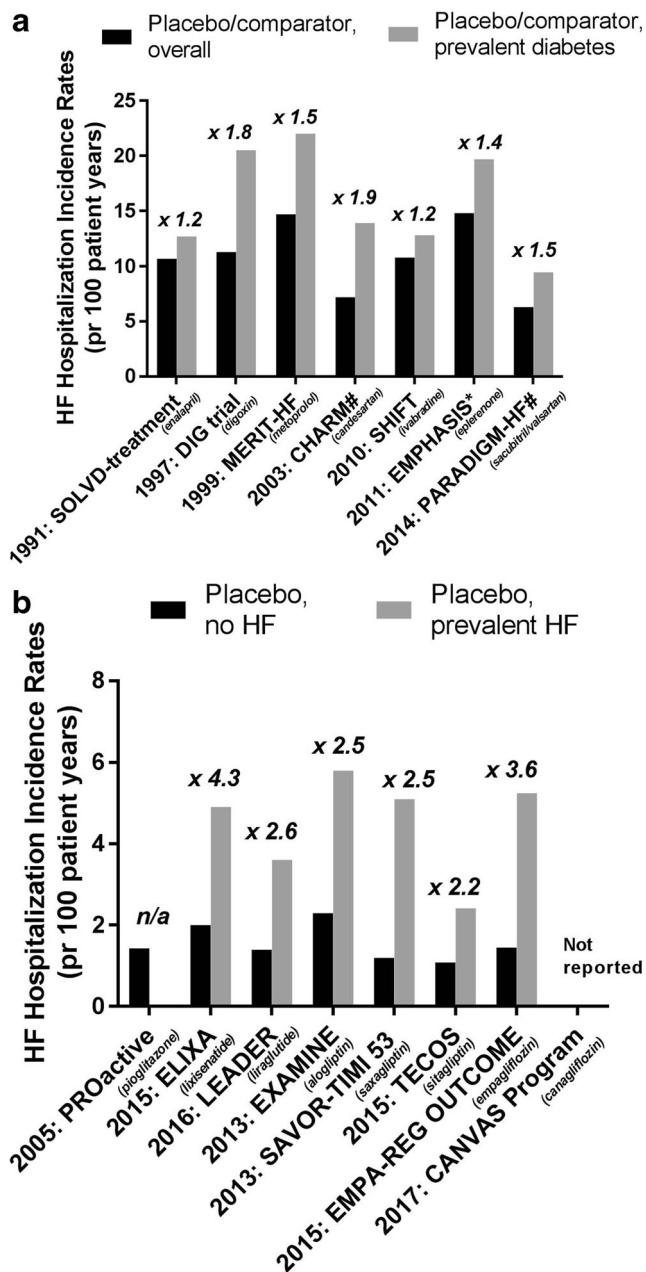 a
Placebo/comparator,
overall
Placebo/comparator,
prevalent diabetes
HF Hospitalization Incidence Rates
(pr 100 patient years)
25
20
15
10
5
0
x 1.2
x 1.8
x 1.5
x 1.9
x 1.2
x 1.4
x 1.5
1991: SOLVD-treatment
(enalapril)
1997: DIG trial
(digoxin)
1999: MERIT-HF
(metoprolol)
2003: CHARM#
(candesartan)
2010: SHIFT
(ivabradine)
2011: EMPHASIS*
(eplerenone)
2014: PARADIGM-HF#
(sacubitril/valsartan)
b
Placebo,
no HF
Placebo,
prevalent HF
HF Hospitalization Incidence Rates
(pr 100 patient years)
8
6
4
2
0
n/a
x 4.3
x 2.6
x 2.5
x 2.5
x 2.2
x 3.6
Not
reported
2005: PROactive
(pioglitazone)
2015: ELIXA
(lixisenatide)
2016: LEADER
(liraglutide)
2013: EXAMINE
(alogliptin)
2013: SAVOR-TIMI 53
(saxagliptin)
2015: TECOS
(sitagliptin)
2015: EMPA-REG OUTCOME
(empagliflozin)
2017: CANVAS Program
(canagliflozin)